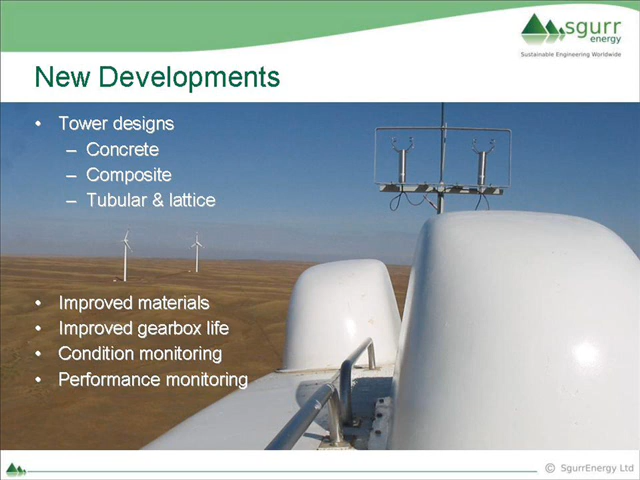 sgurr
energy
Sustainable Engineering Worldwide
New Developments
• Tower designs
– Concrete
– Composite
– Tubular & lattice
• Improved materials
• Improved gearbox life
• Condition monitoring
• Performance monitoring
© SgurrEnergy Ltd